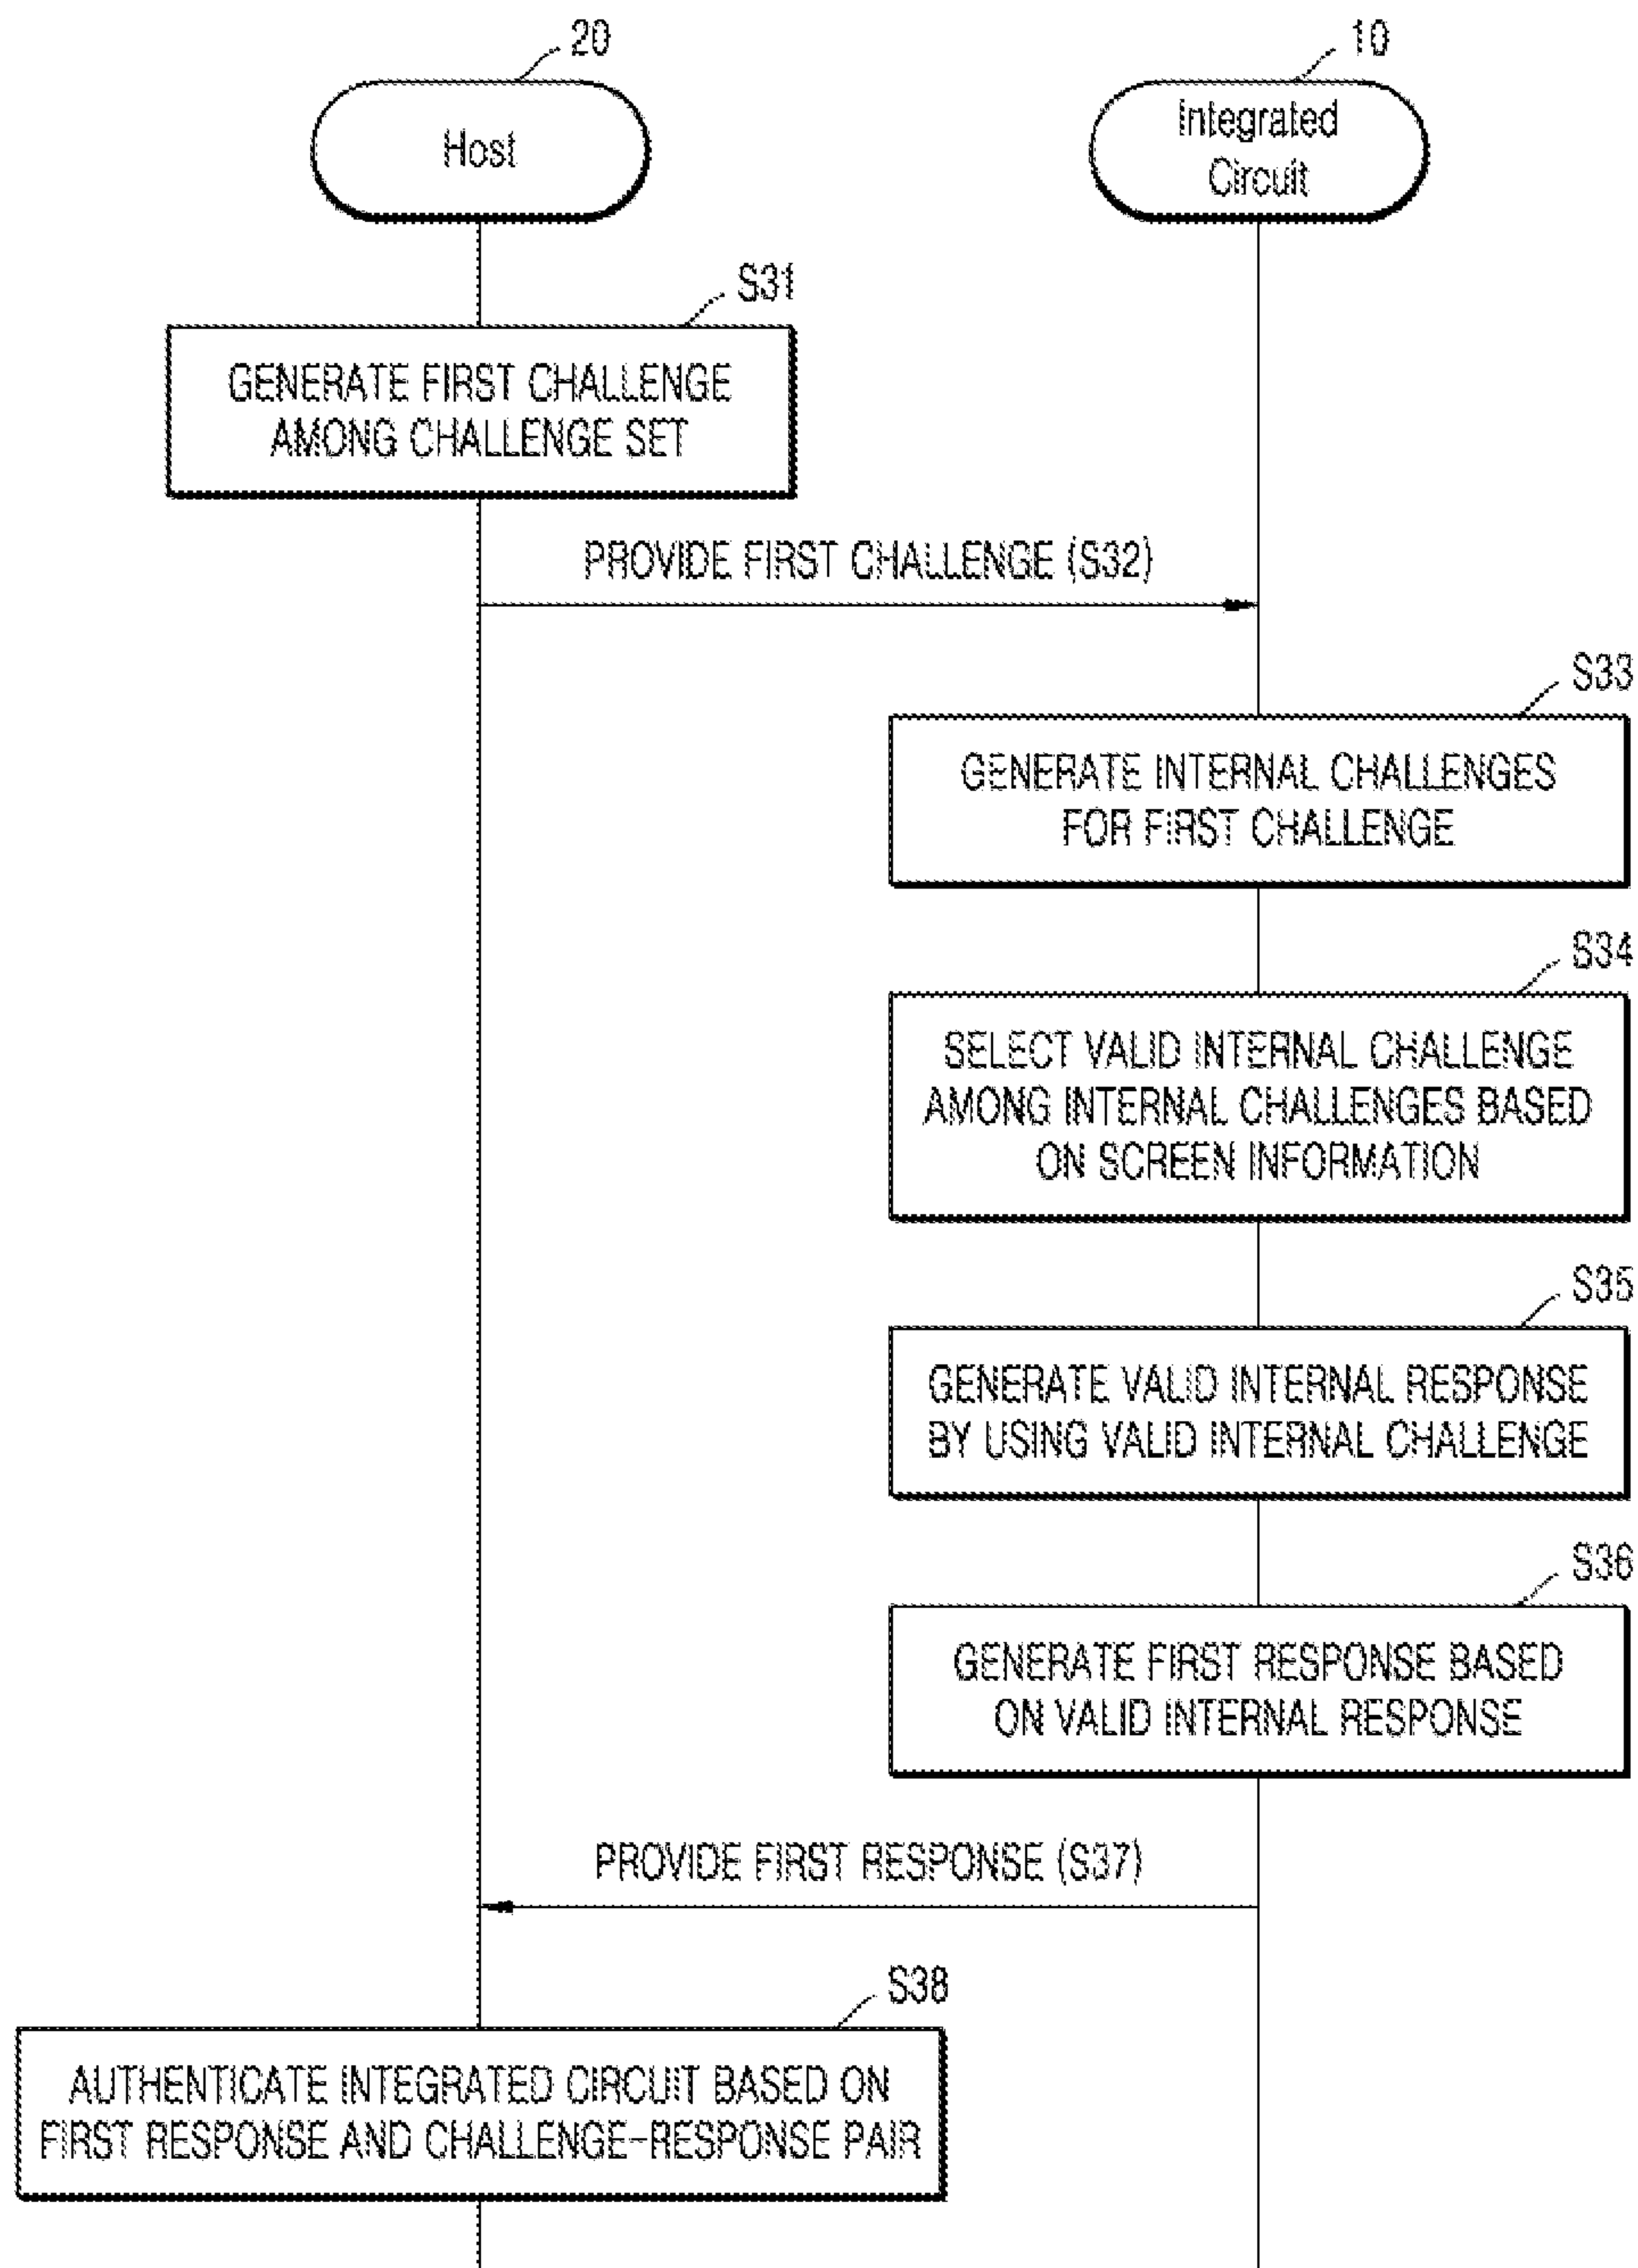 20
10
Host
Integrated
Circuit
S31
GENERATE FIRST CHALLENGE
AMONG CHALLENGE SET
PROVIDE FIRST CHALLENGE (S32)
S33
GENERATE INTERNAL CHALLENGES
FOR FIRST CHALLENGE
S34
SELECT VALID INTERNAL CHALLENGE
AMONG INTERNAL CHALLENGES BASED
ON SCREEN INFORMATION
S35
GENERATE VALID INTERNAL RESPONSE
BY USING VALID INTERNAL CHALLENGE
S36
GENERATE FIRST RESPONSE BASED
ON VALID INTERNAL RESPONSE
PROVIDE FIRST RESPONSE (S37)
S38
AUTHENTICATE INTEGRATED CIRCUIT BASED ON
FIRST RESPONSE AND CHALLENGE-RESPONSE PAIR